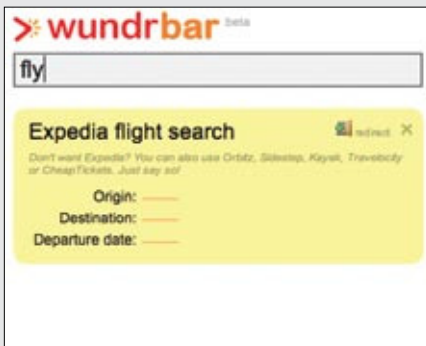 wundrbar beta
fly
Expedia flight search redirect
Don't want Expedia? You can also use Orbitz, Sidestep, Kayak, Travelocity
or CheapTickets. Just say so!
Origin:
Destination:
Departure date: